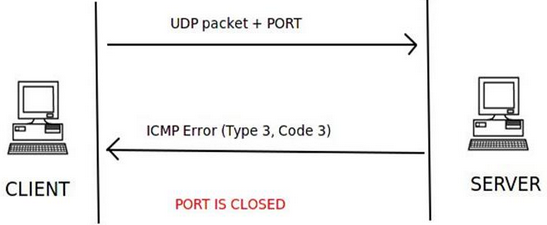 UDP packet + PORT
ICMP Error (Type 3, Code 3)
CLIENT
SERVER
PORT IS CLOSED